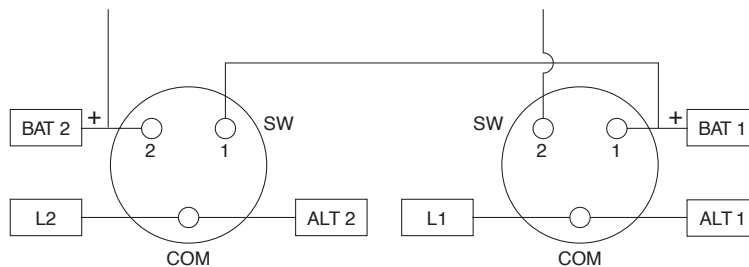 SW
SW
BAT 2 +
+ BAT 1
2 1
2 1
L2
ALT 2
L1
ALT 1
COM
COM